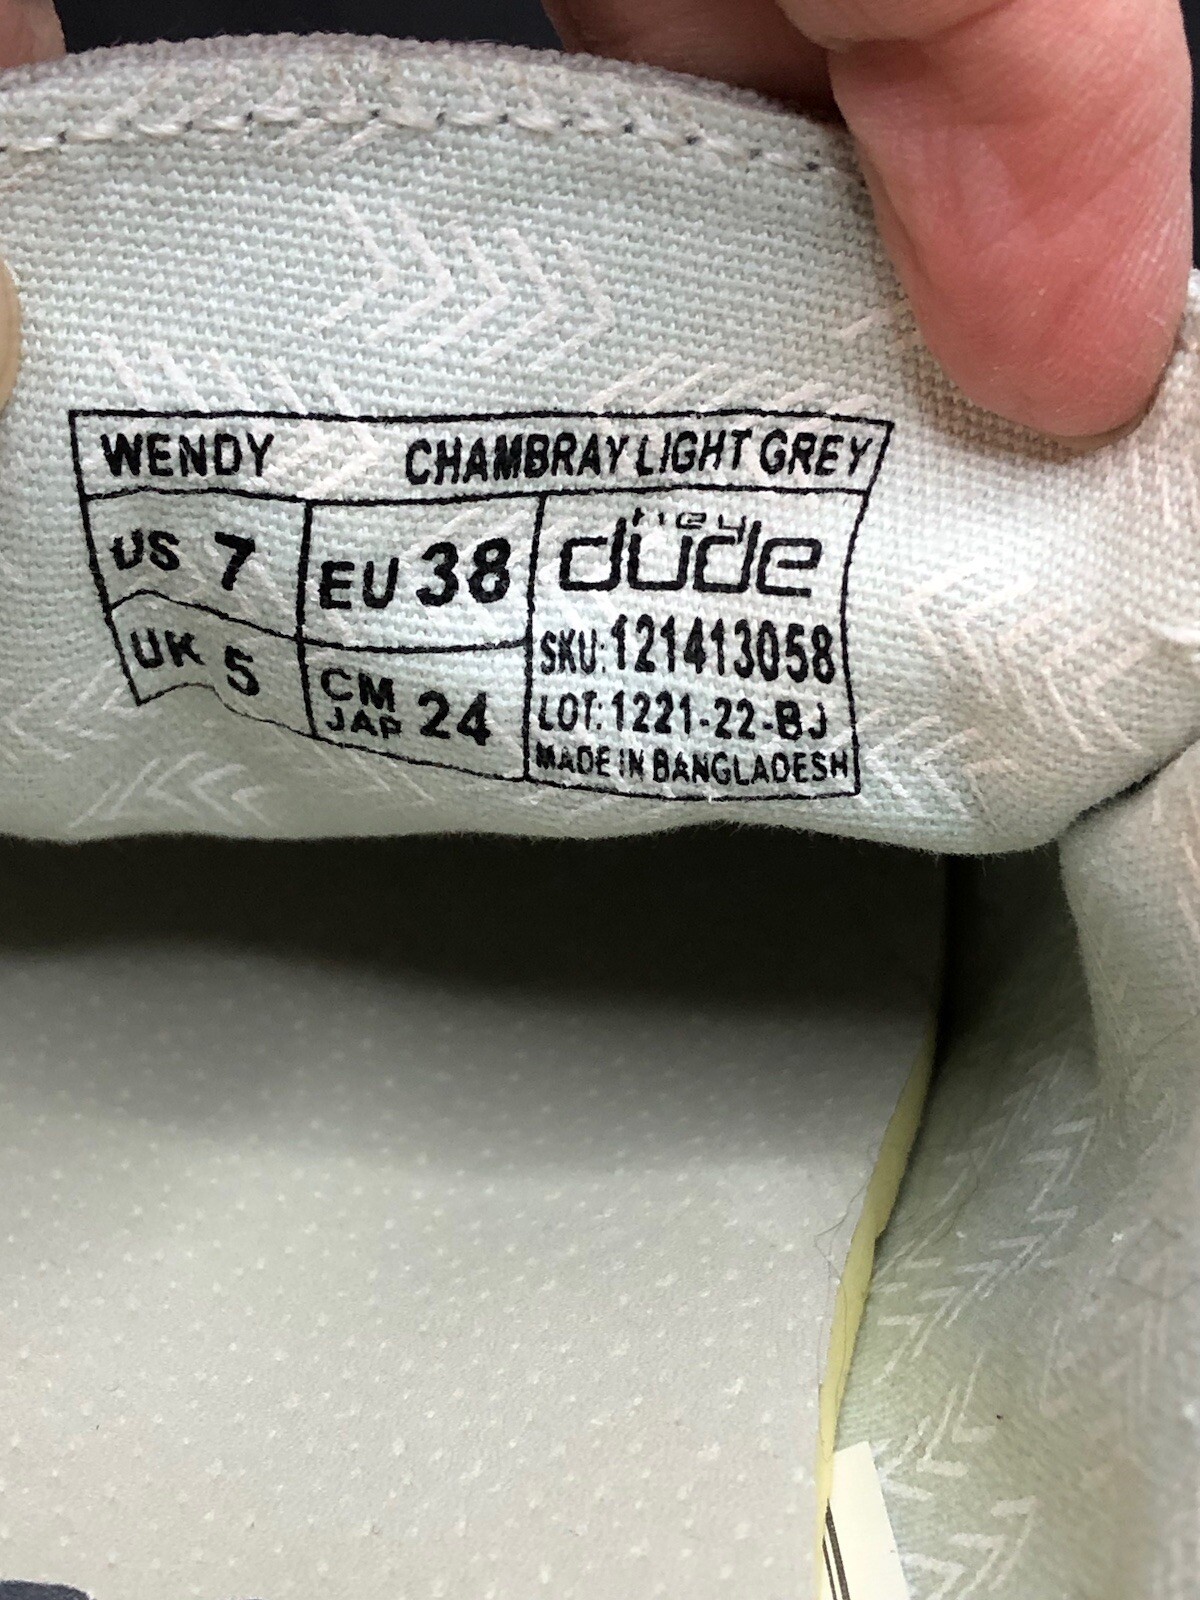 WENDY CHAMBRAY LIGHT GREY
US 7
UK 5
EU 38
CM JAP 24
hey
dude
SKU: 121413058
LOT: 1221-22-BJ
MADE IN BANGLADESH